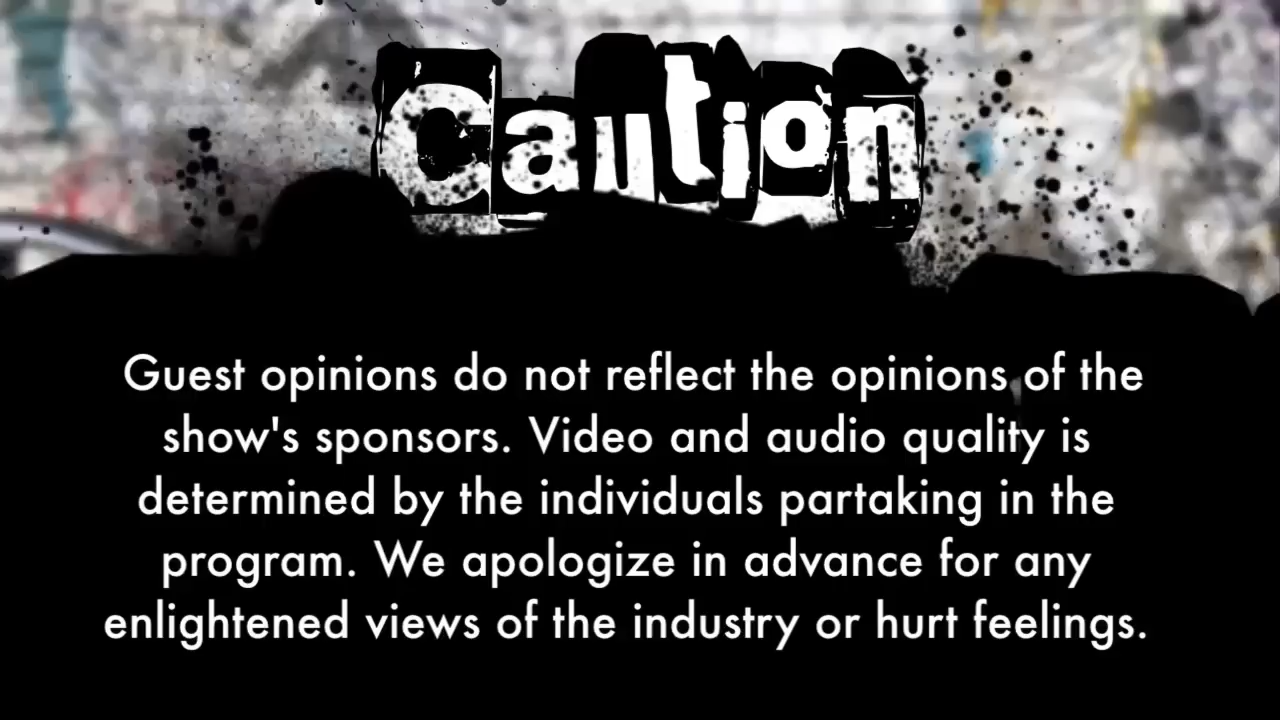 Caution
Guest opinions do not reflect the opinions of the
show's sponsors. Video and audio quality is
determined by the individuals partaking in the
program. We apologize in advance for any
enlightened views of the industry or hurt feelings.